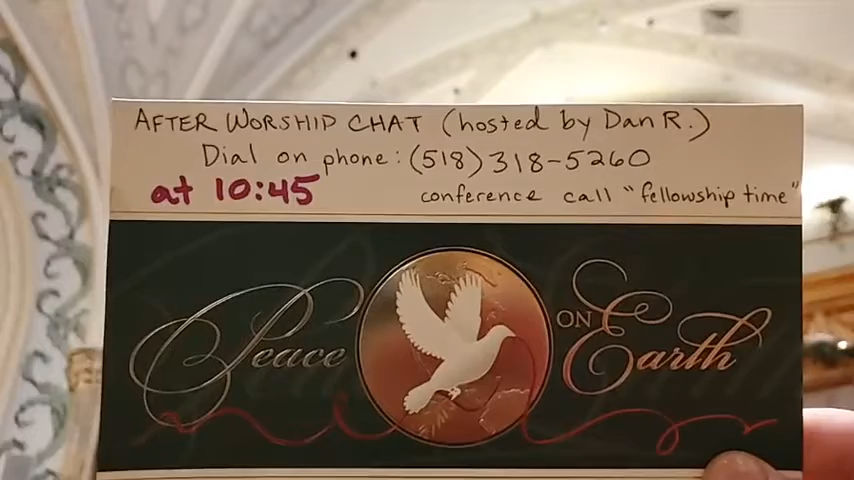 AFTER WORSHIP CHAT (hosted by Dan R.)
Dial on phone: (518) 318-5260
at 10:45 conference call "fellowship time"
Peace ON Earth